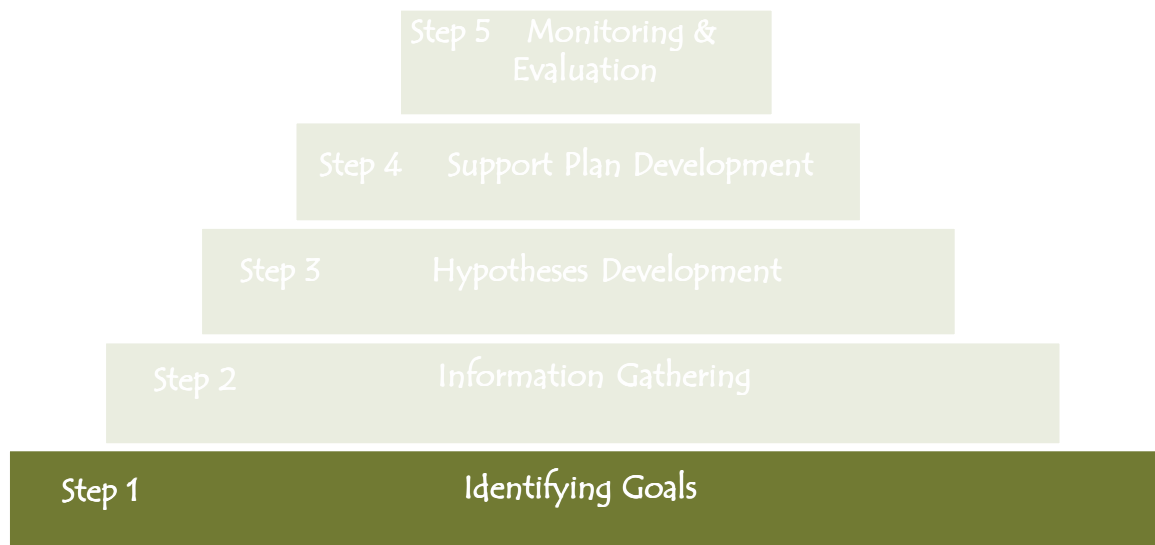 Step 5 Monitoring &
Evaluation
Step 4 Support Plan Development
Step 3 Hypotheses Development
Step 2 Information Gathering
Step 1 Identifying Goals